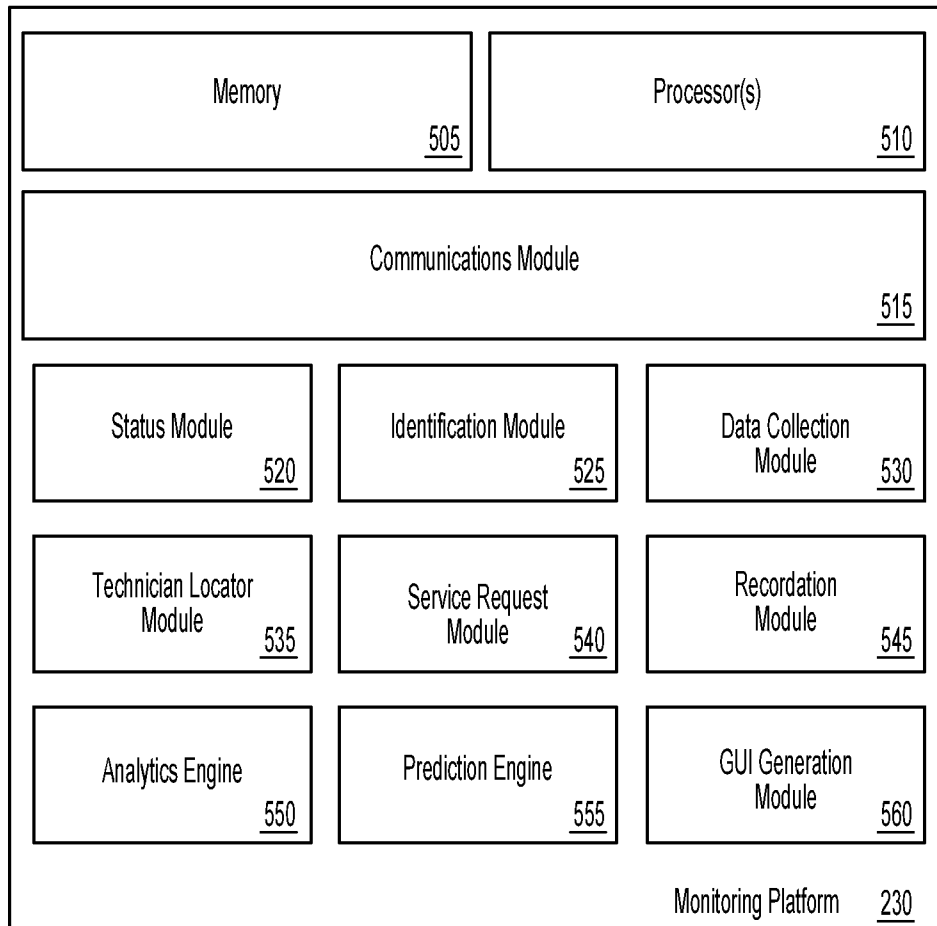 Memory
505
Processor(s)
510
Communications Module
515
Status Module
520
Identification Module
525
Data Collection
Module
530
Technician Locator
Module
535
Service Request
Module
540
Recordation
Module
545
Analytics Engine
550
Prediction Engine
555
GUI Generation
Module
560
Monitoring Platform 230